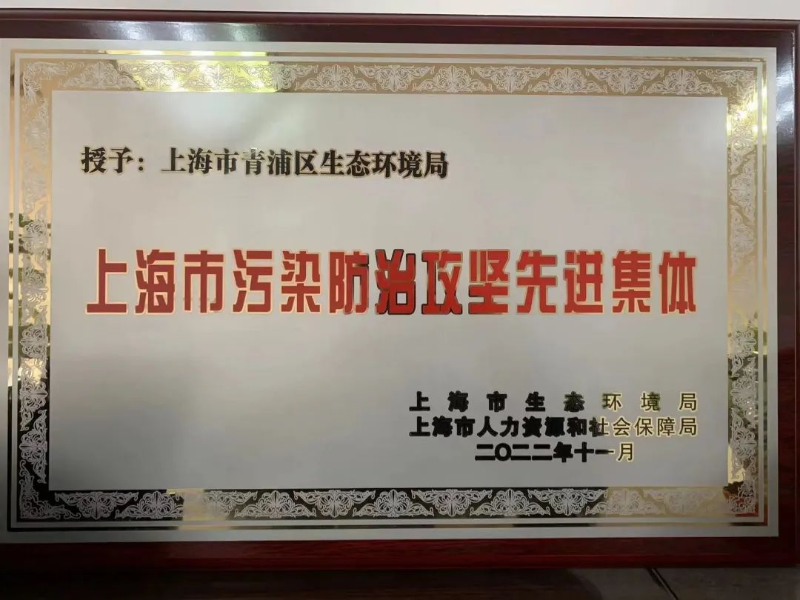 授予：上海市青浦区生态环境局
上海市污染防治攻坚先进集体
上海市生态环境局
上海市人力资源和社会保障局
二〇二二年十一月